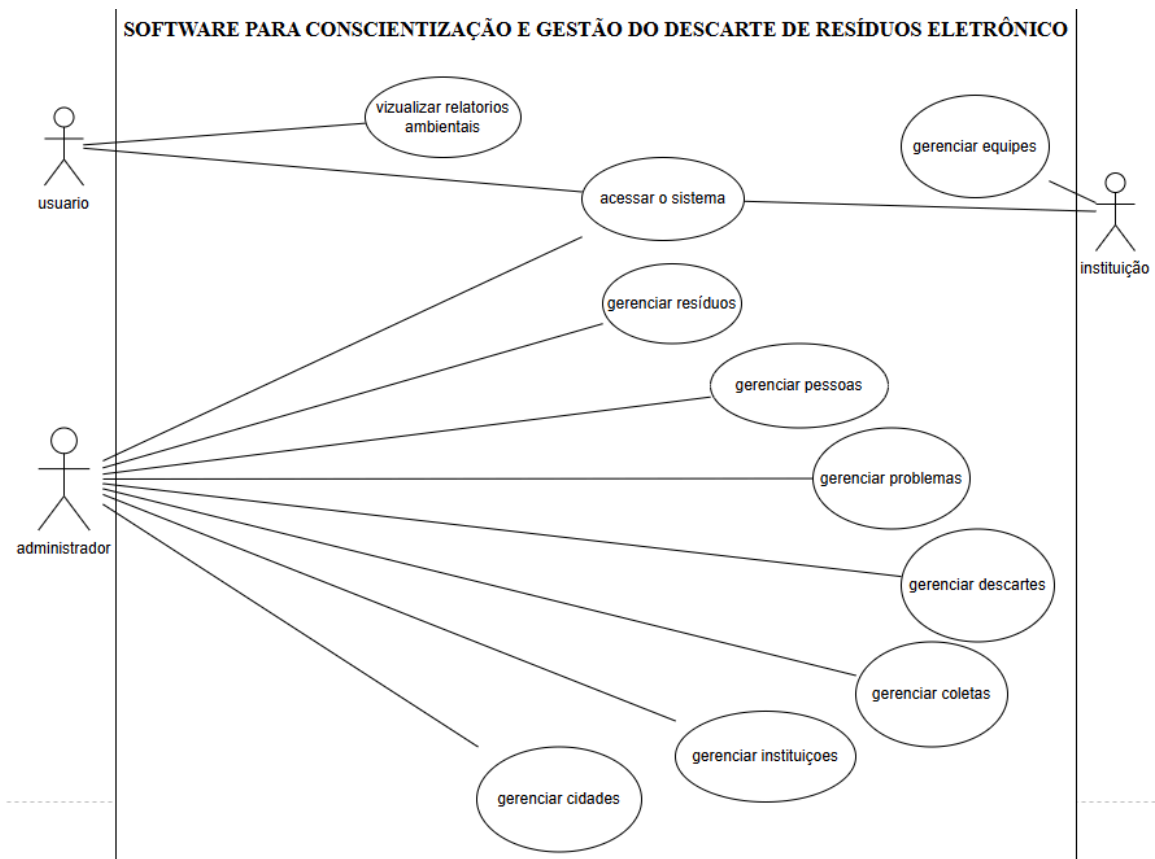 SOFTWARE PARA CONSCIENTIZAÇÃO E GESTÃO DO DESCARTE DE RESÍDUOS ELETRÔNICO
vizualizar relatorios
ambientais
gerenciar equipes
usuario
acessar o sistema
instituição
gerenciar resíduos
gerenciar pessoas
gerenciar problemas
administrador
gerenciar descartes
gerenciar coletas
gerenciar instituiçoes
gerenciar cidades